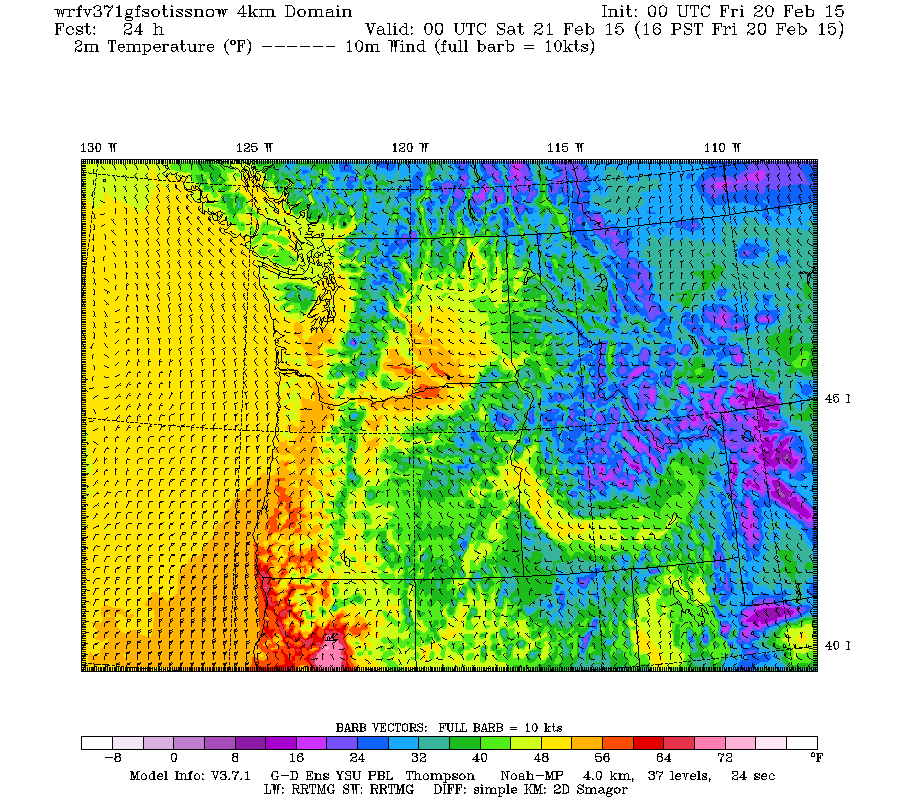 wrfv371gfsotissnow 4km Domain Init: 00 UTC Fri 20 Feb 15
Fcst: 24 h Valid: 00 UTC Sat 21 Feb 15 (16 PST Fri 20 Feb 15)
2m Temperature (°F) ------ 10m Wind (full barb = 10kts)
130 W 125 W 120 W 115 W 110 W
45 I
40 I
BARB VECTORS: FULL BARB = 10 kts
-8 0 8 16 24 32 40 48 56 64 72 °F
Model Info: V3.7.1 G-D Ens YSU PBL Thompson Noah-MP 4.0 km, 37 levels, 24 sec
LW: RRTMG SW: RRTMG DIFF: simple KM: 2D Smagor